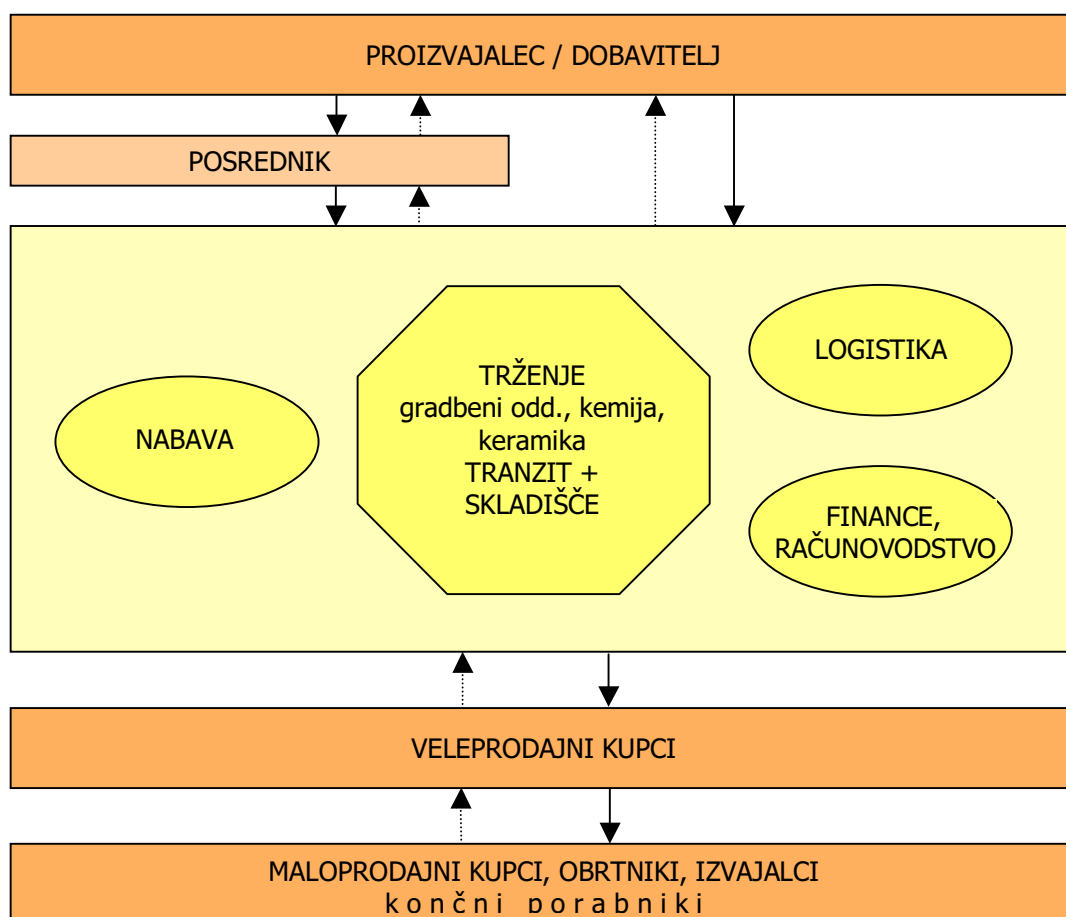 PROIZVAJALEC / DOBAVITELJ
POSREDNIK
NABAVA
TRŽENJE
gradbeni odd., kemija,
keramika
TRANZIT +
SKLADIŠČE
LOGISTIKA
FINANCE,
RAČUNOVODSTVO
VELEPRODAJNI KUPCI
MALOPRODAJNI KUPCI, OBRTNIKI, IZVAJALCI
končni porabniki